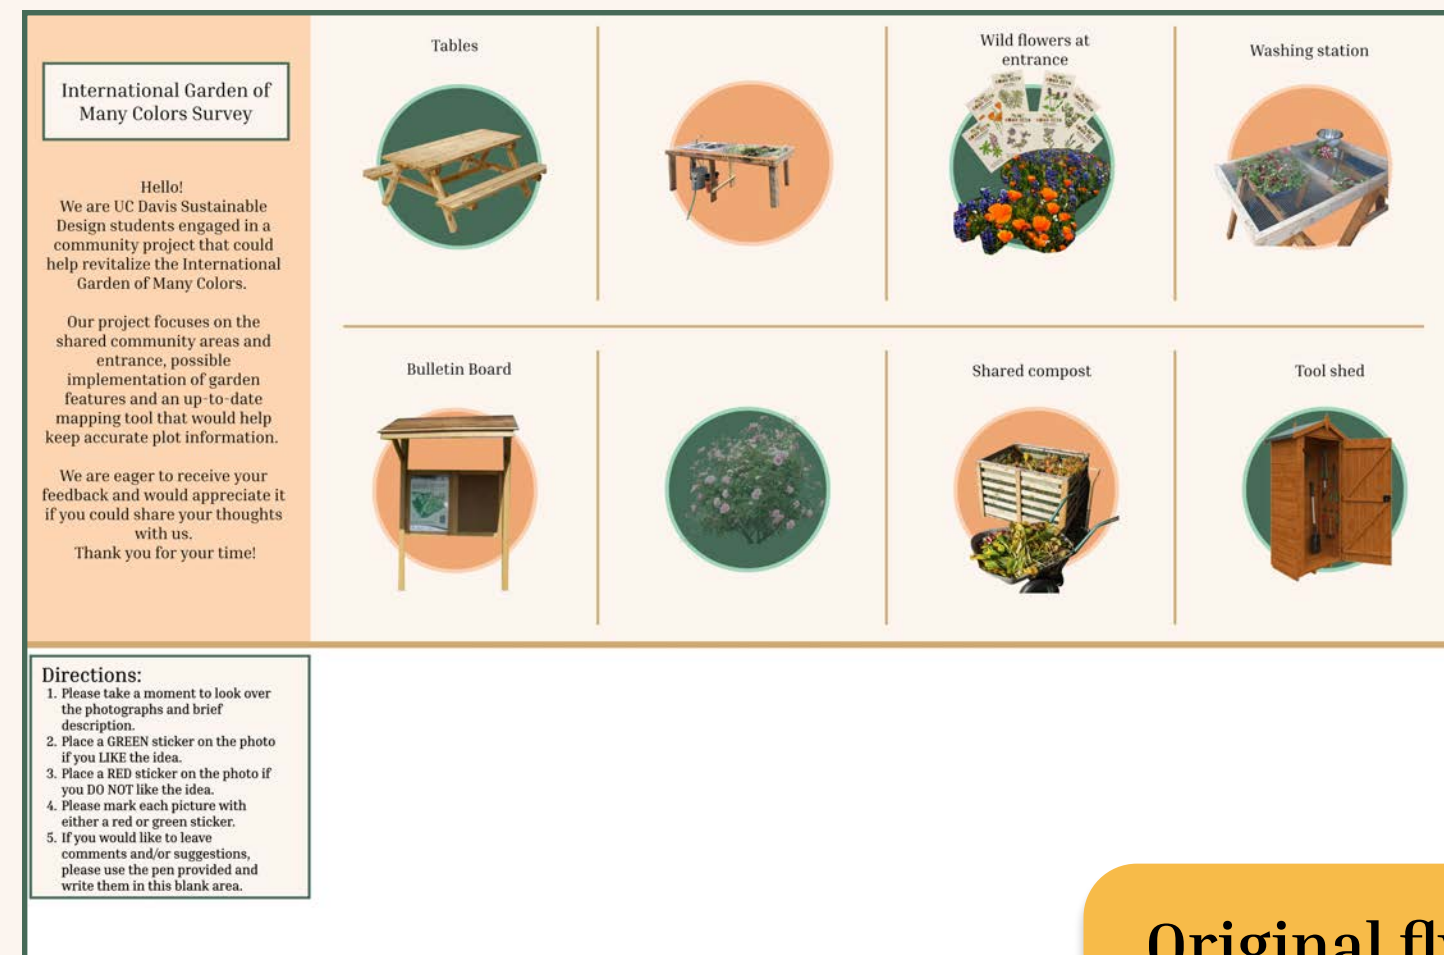 International Garden of
Many Colors Survey
Hello!
We are UC Davis Sustainable
Design students engaged in a
community project that could
help revitalize the International
Garden of Many Colors.
Our project focuses on the
shared community areas and
entrance, possible
implementation of garden
features and an up-to-date
mapping tool that would help
keep accurate plot information.
We are eager to receive your
feedback and would appreciate it
if you could share your thoughts
with us.
Thank you for your time!
Tables
Wild flowers at
entrance
Washing station
Bulletin Board
Shared compost
Tool shed
Directions:
1. Please take a moment to look over
the photographs and brief
description.
2. Place a GREEN sticker on the photo
if you LIKE the idea.
3. Place a RED sticker on the photo if
you DO NOT like the idea.
4. Please mark each picture with
either a red or green sticker.
5. If you would like to leave
comments and/or suggestions,
please use the pen provided and
write them in this blank area.
Original